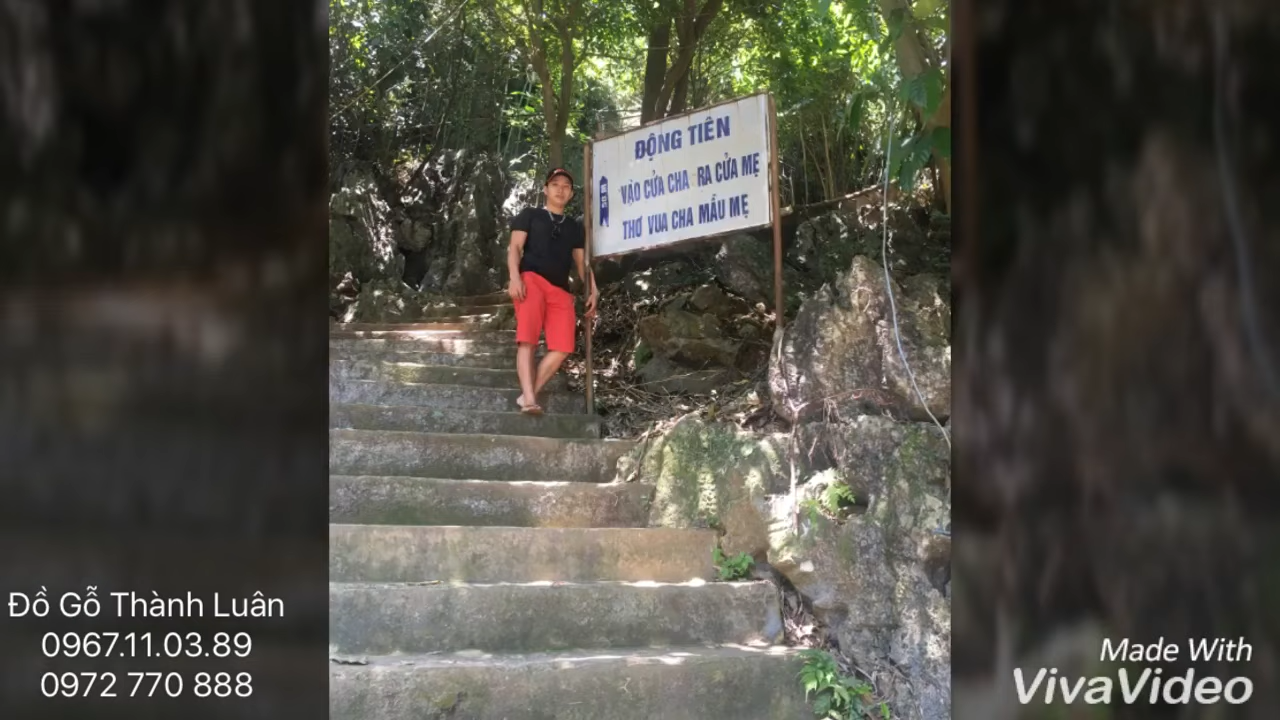 ĐỘNG TIÊN
VÀO CỬA CHA RA CỬA MẸ
THƠ VUA CHA MẪU MẸ
Đồ Gỗ Thành Luân
0967.11.03.89
0972 770 888
Made With
VivaVideo